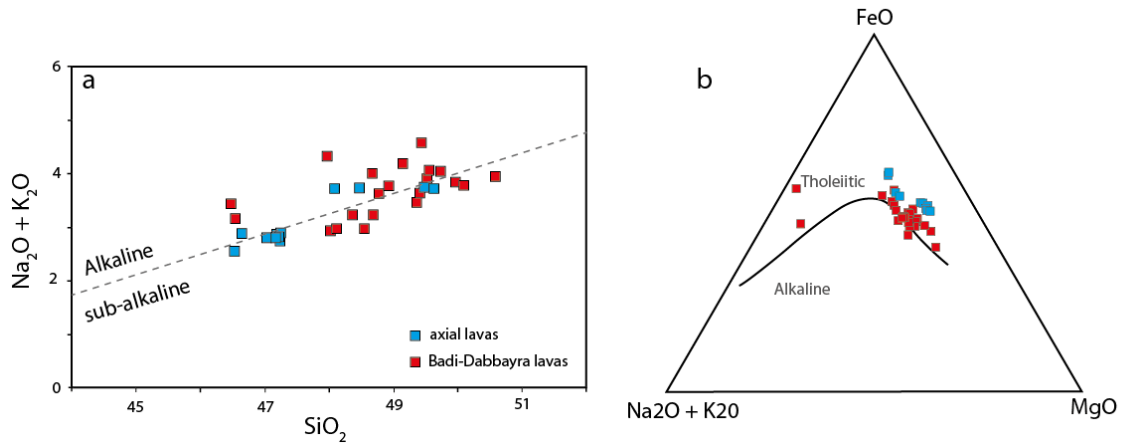 a
6
4
2
0
Na₂O + K₂O
Alkaline
sub-alkaline
axial lavas
Badi-Dabbayra lavas
45
47
49
51
SiO₂
b
FeO
Tholeiitic
Alkaline
Na2O + K20
MgO